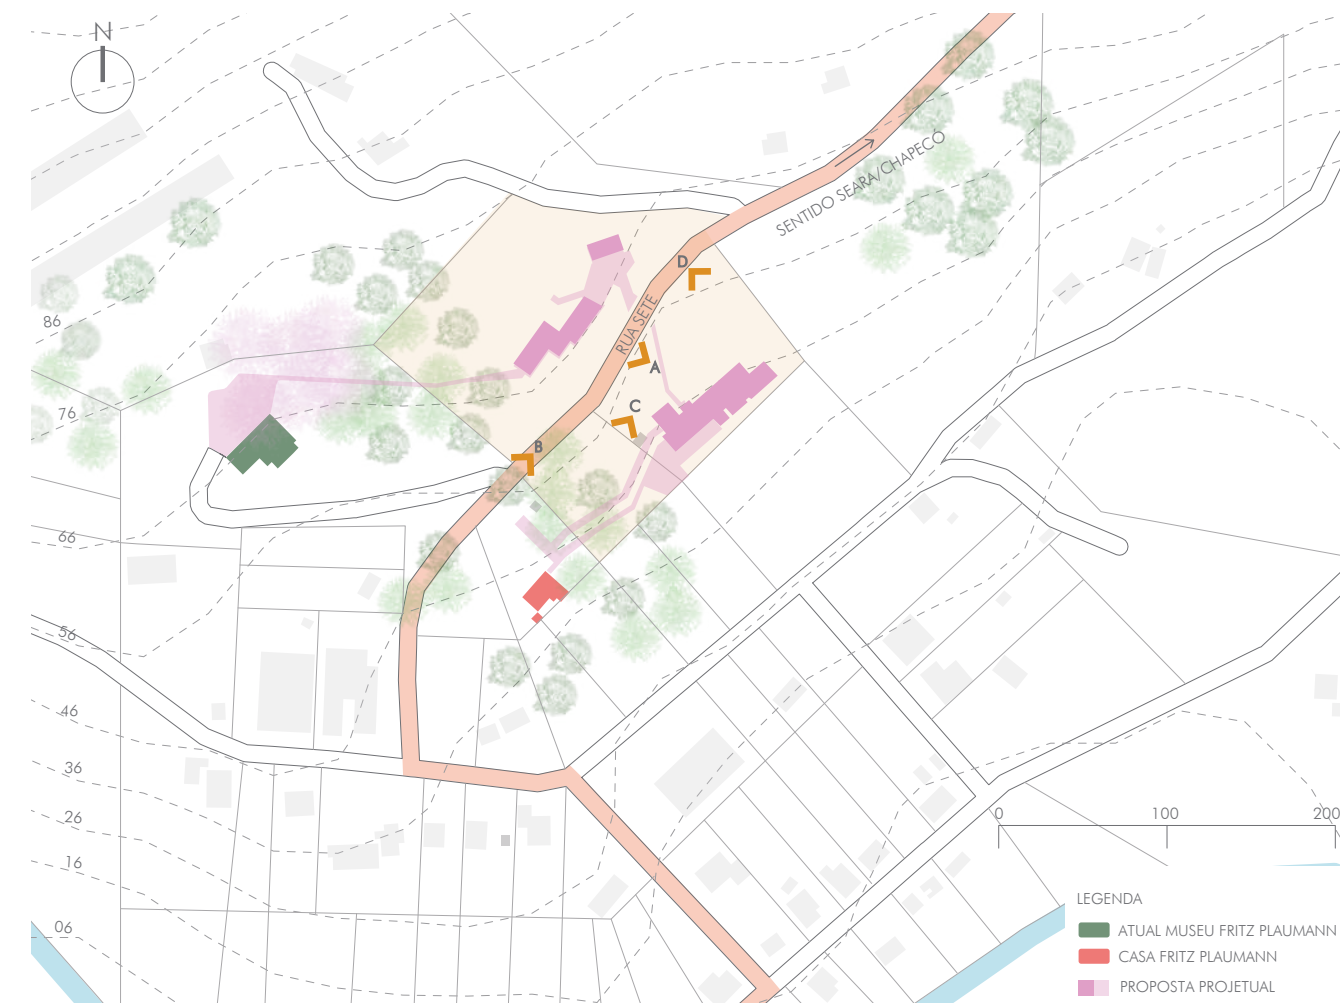 N
SENTIDO SEARA/CHAPECÓ
D
RUA SETE
86
A
C
76
B
66
56
46
36
26
16
06
0 100 200
LEGENDA
ATUAL MUSEU FRITZ PLAUMANN
CASA FRITZ PLAUMANN
PROPOSTA PROJETUAL